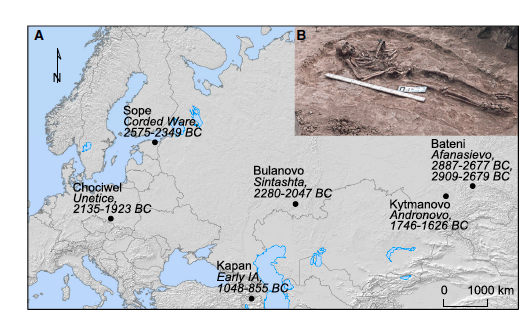 A
B
N
Sope
Corded Ware,
2575-2349 BC
Bateni
Afanasievo,
2887-2677 BC,
2909-2679 BC
Bulanovo
Sintashta,
2280-2047 BC
Chociwel
Unetice,
2135-1923 BC
Kytmanovo
Andronovo,
1746-1626 BC
Kapan
Early IA,
1048-855 BC
0 1000 km